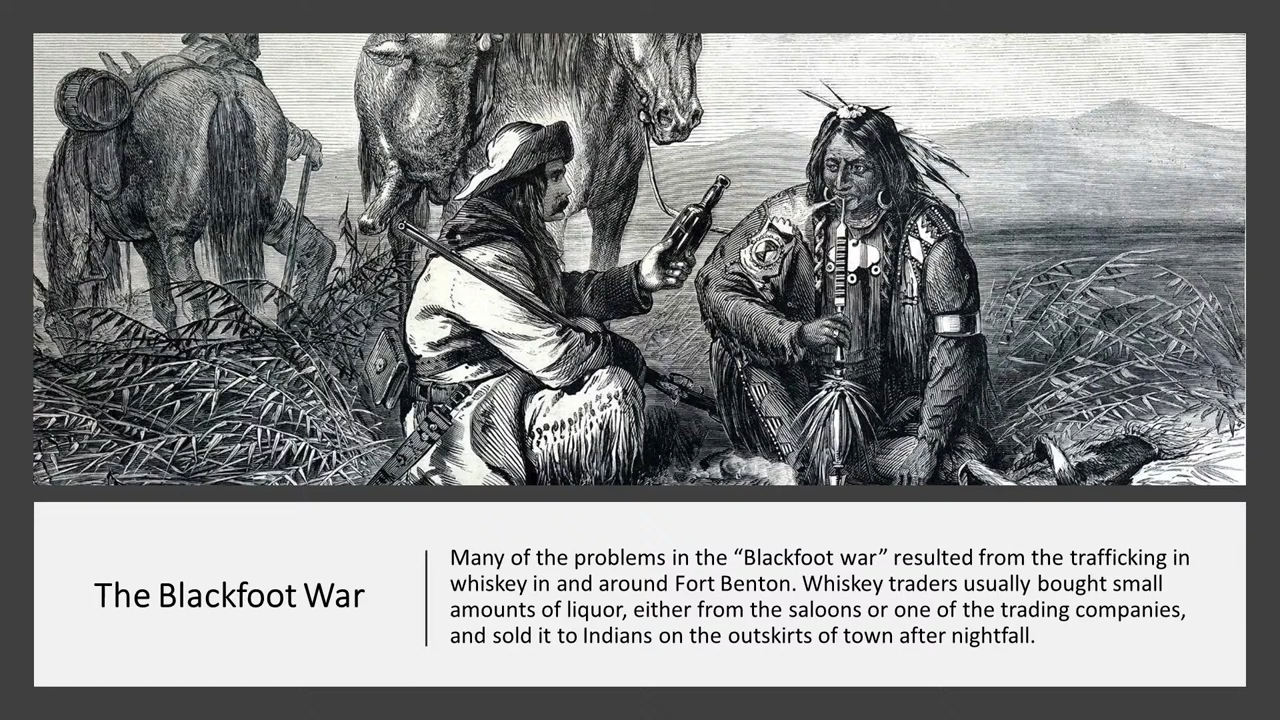 The Blackfoot War
Many of the problems in the “Blackfoot war” resulted from the trafficking in
whiskey in and around Fort Benton. Whiskey traders usually bought small
amounts of liquor, either from the saloons or one of the trading companies,
and sold it to Indians on the outskirts of town after nightfall.